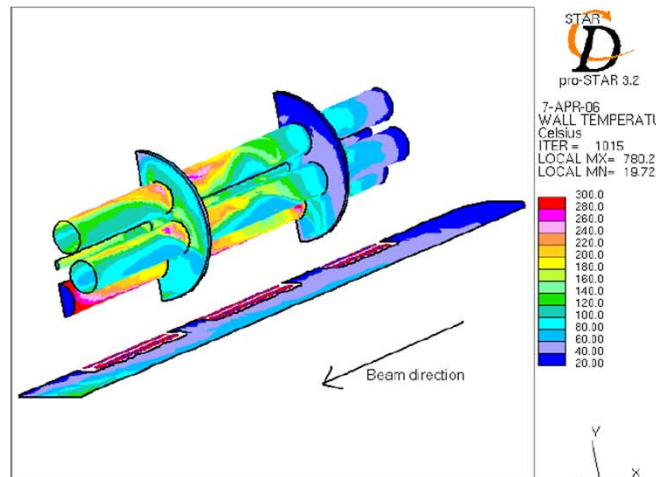 STAR
CD
pro-STAR 3.2
7-APR-06
WALL TEMPERATU
Celsius
ITER = 1015
LOCAL MX= 780.2
LOCAL MN= 19.72
300.0
280.0
260.0
240.0
220.0
200.0
180.0
160.0
140.0
120.0
100.0
80.00
60.00
40.00
20.00
Beam direction
Y
X